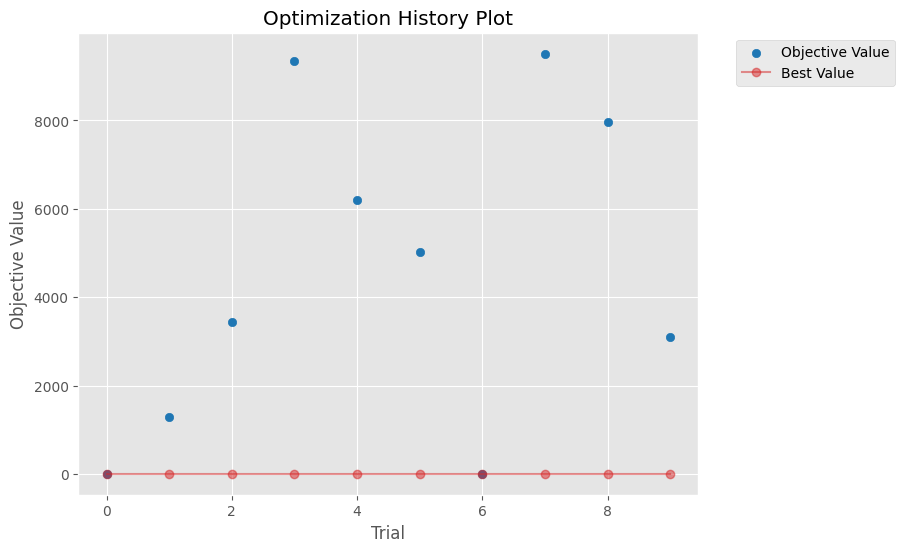 Optimization History Plot
Objective Value
Best Value
Objective Value
8000
6000
4000
2000
0
0 2 4 6 8
Trial